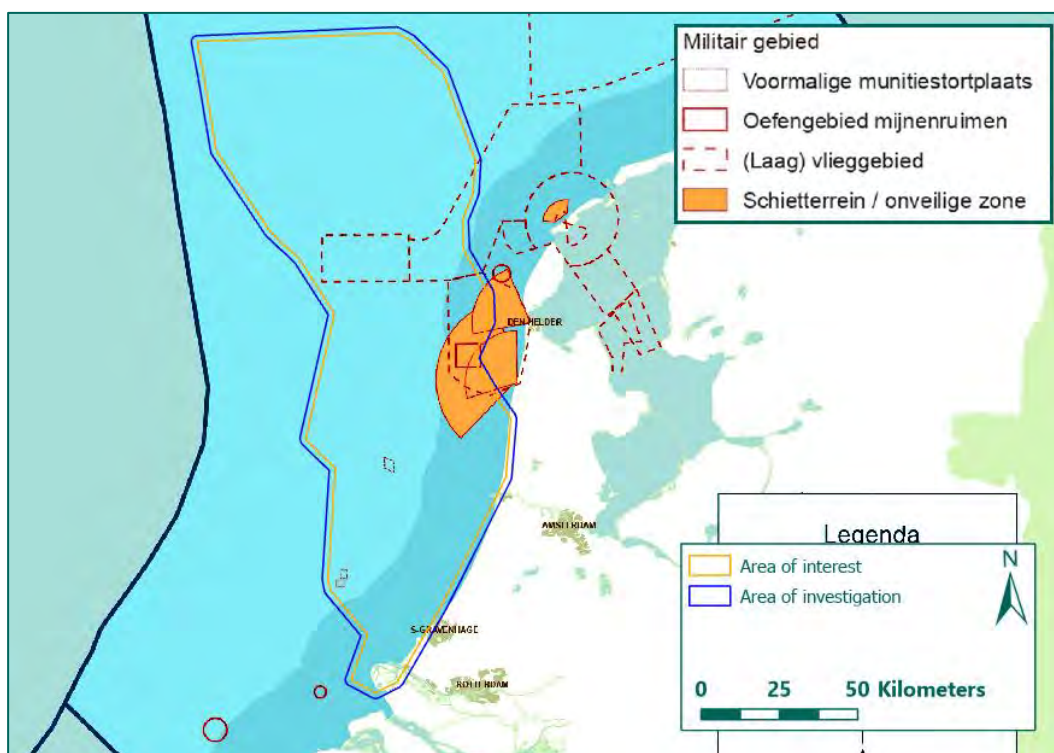 Militair gebied
Voormalige munitiestortplaats
Oefengebied mijnenruimen
(Laag) vlieggebied
Schietterrein / onveilige zone
DEN HELDER
AMSTERDAM
Legenda
Area of interest
Area of investigation
N
S-GRAVENHAGE
ROTTERDAM
0 25 50 Kilometers